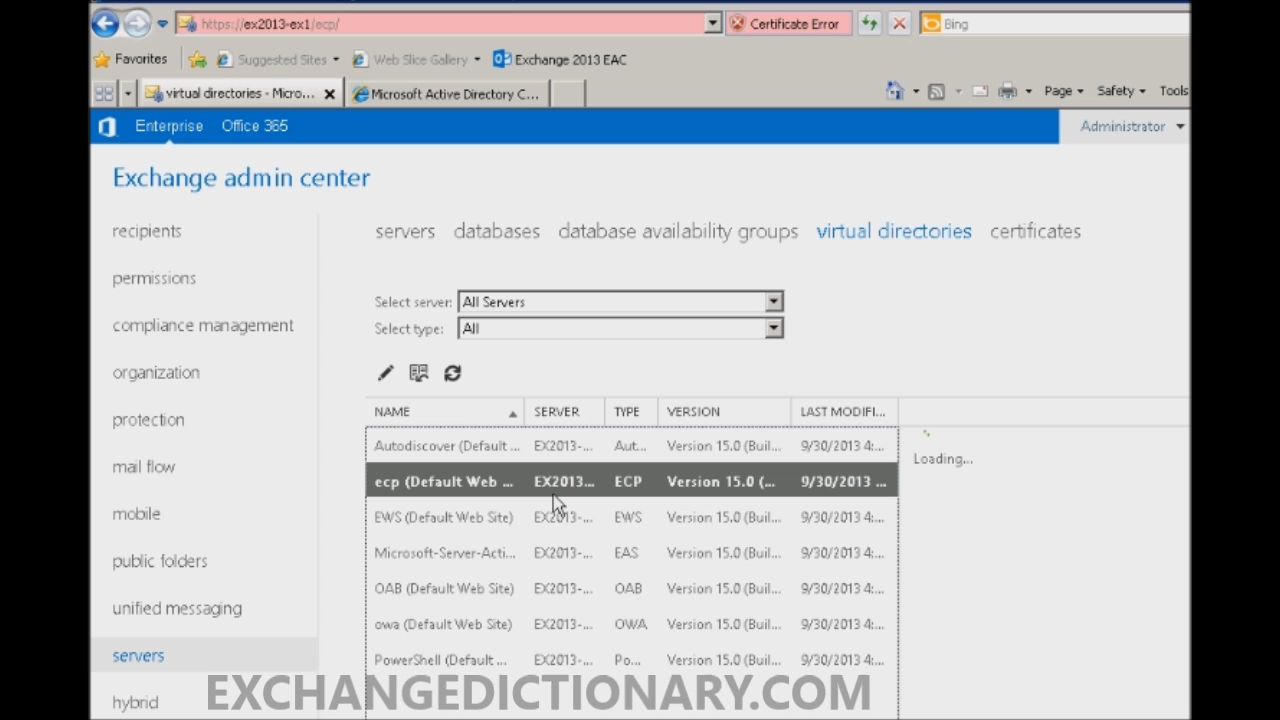 https://ex2013-ex1/ecp/ Certificate Error Bing
Favorites Suggested Sites Web Slice Gallery Exchange 2013 EAC
virtual directories - Micro... Microsoft Active Directory C... Page Safety Tools
Enterprise Office 365 Administrator
Exchange admin center
recipients
permissions
compliance management
organization
protection
mail flow
mobile
public folders
unified messaging
servers
hybrid
servers databases database availability groups virtual directories certificates
Select server: All Servers
Select type: All
NAME SERVER TYPE VERSION LAST MODIFI...
Autodiscover (Default ... EX2013-... Aut... Version 15.0 (Buil... 9/30/2013 4:...
ecp (Default Web ... EX2013... ECP Version 15.0 (... 9/30/2013 ...
EWS (Default Web Site) EX2013-... EWS Version 15.0 (Buil... 9/30/2013 4:...
Microsoft-Server-Acti... EX2013-... EAS Version 15.0 (Buil... 9/30/2013 4:...
OAB (Default Web Site) EX2013-... OAB Version 15.0 (Buil... 9/30/2013 4:...
owa (Default Web Site) EX2013-... OWA Version 15.0 (Buil... 9/30/2013 4:...
PowerShell (Default ... EX2013-... Po... Version 15.0 (Buil... 9/30/2013 4:...
Loading...
EXCHANGEDICTIONARY.COM